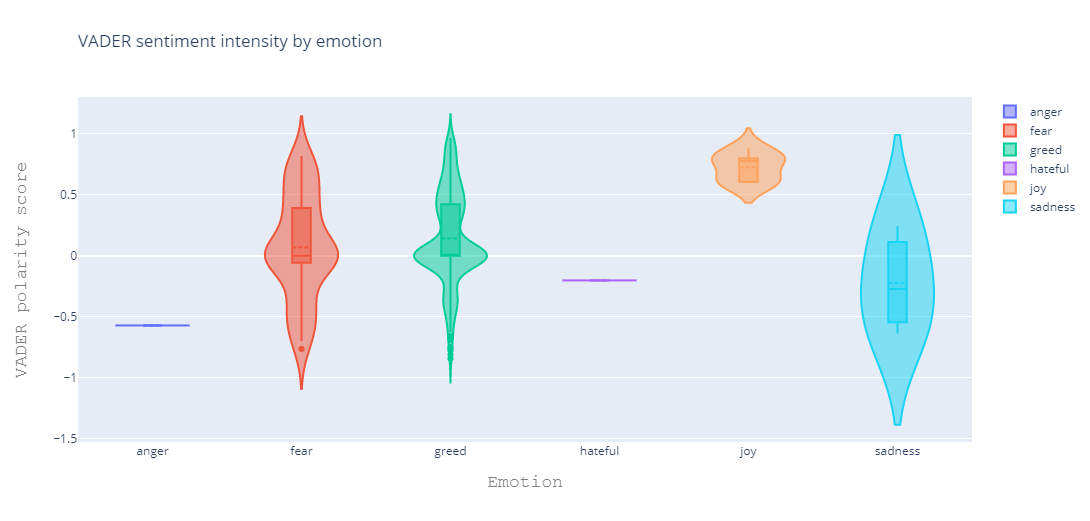 VADER sentiment intensity by emotion
1
0.5
0
−0.5
−1
−1.5
VADER polarity score
anger
fear
greed
hateful
joy
sadness
Emotion
anger
fear
greed
hateful
joy
sadness